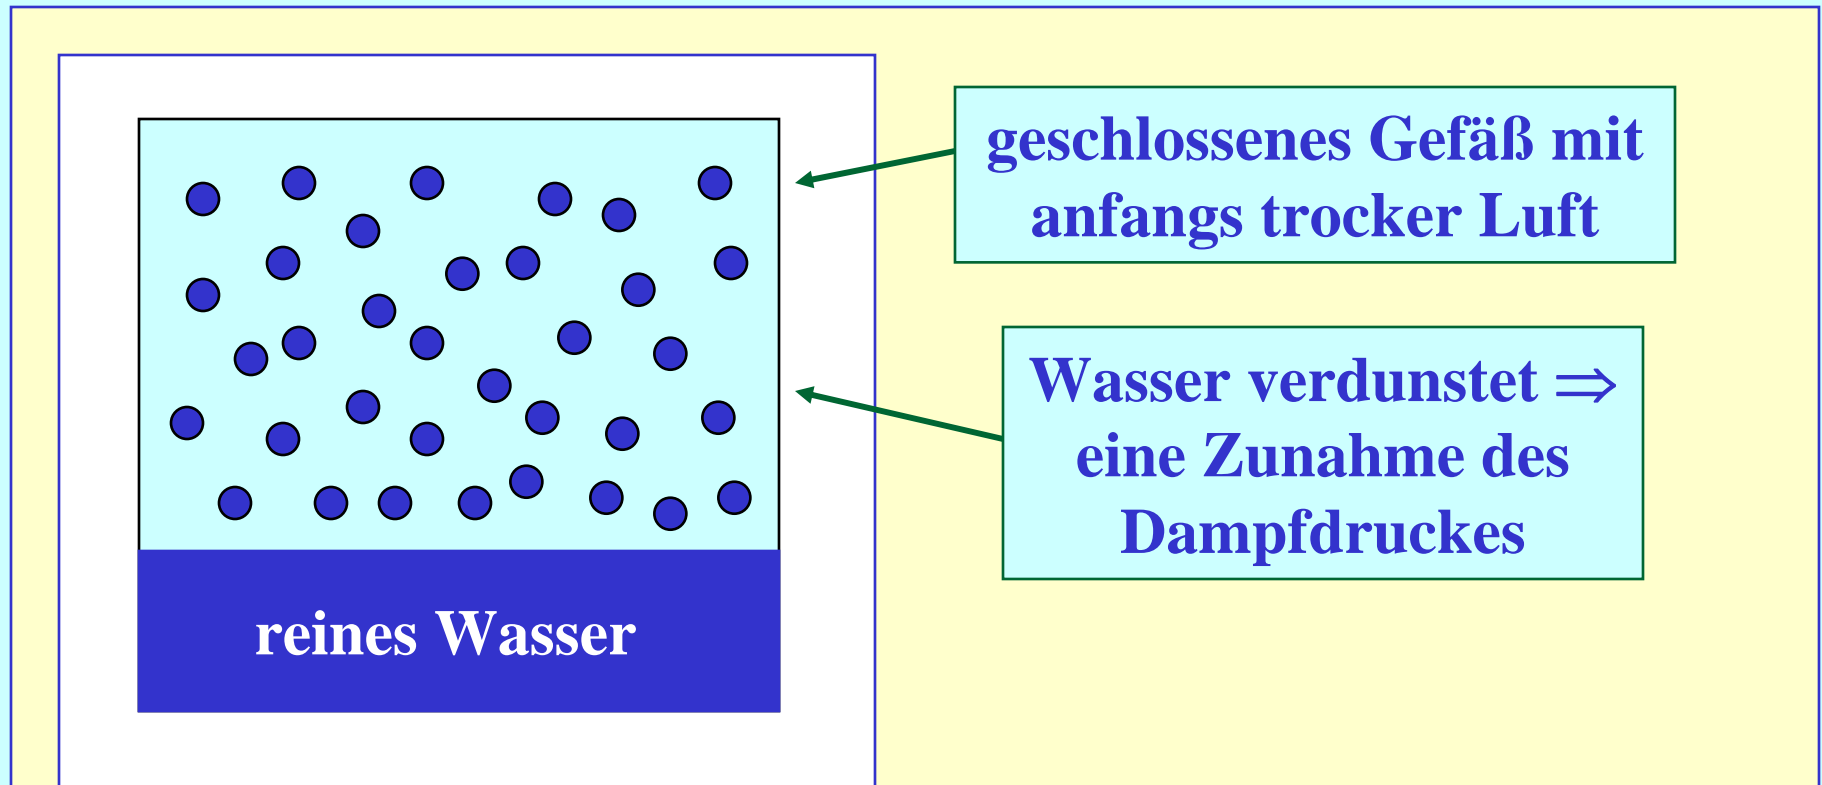 geschlossenes Gefäß mit
anfangs trocker Luft
Wasser verdunstet ⇒
eine Zunahme des
Dampfdruckes
reines Wasser